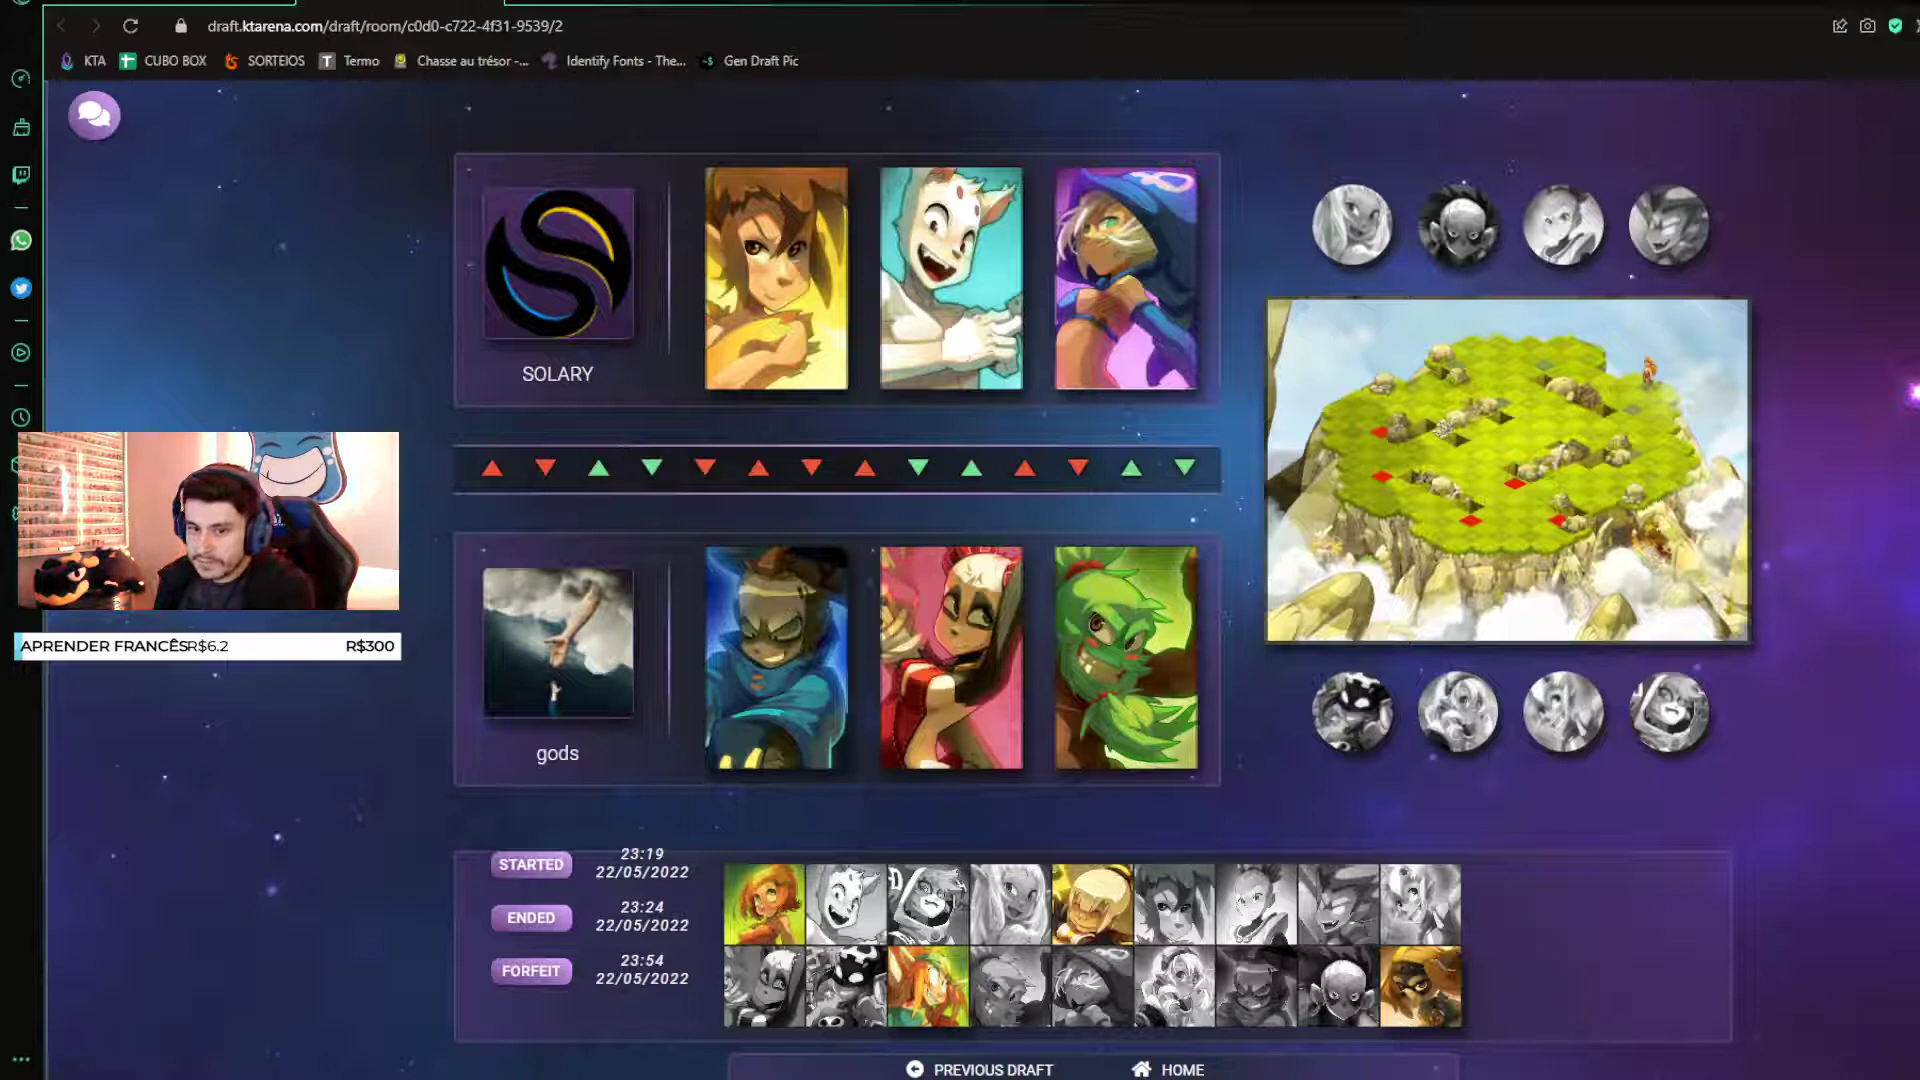 draft.ktarena.com/draft/room/c0d0-c722-4f31-9539/2
KTA
CUBO BOX
SORTEIOS
Termo
Chasse au trésor -...
Identify Fonts - The...
Gen Draft Pic
SOLARY
APRENDER FRANCÊSR$6.2
R$300
gods
STARTED
23:19
22/05/2022
ENDED
23:24
22/05/2022
FORFEIT
23:54
22/05/2022
PREVIOUS DRAFT
HOME